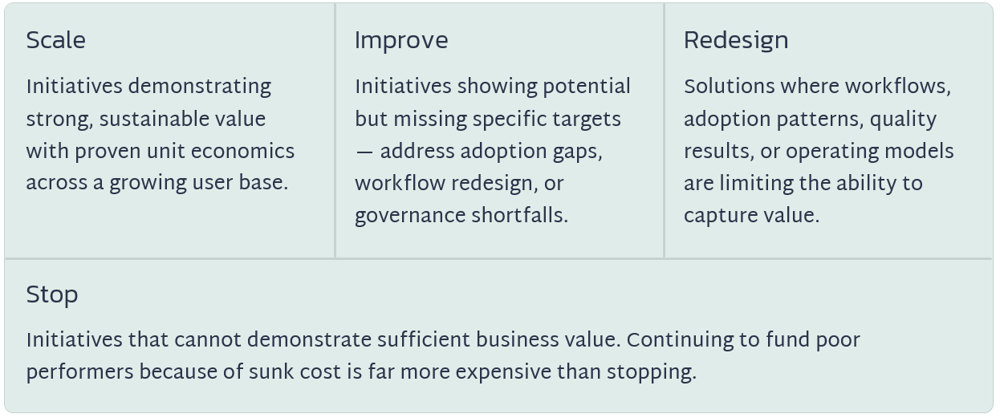 Scale
Initiatives demonstrating
strong, sustainable value
with proven unit economics
across a growing user base.
Improve
Initiatives showing potential
but missing specific targets
— address adoption gaps,
workflow redesign, or
governance shortfalls.
Redesign
Solutions where workflows,
adoption patterns, quality
results, or operating models
are limiting the ability to
capture value.
Stop
Initiatives that cannot demonstrate sufficient business value. Continuing to fund poor
performers because of sunk cost is far more expensive than stopping.